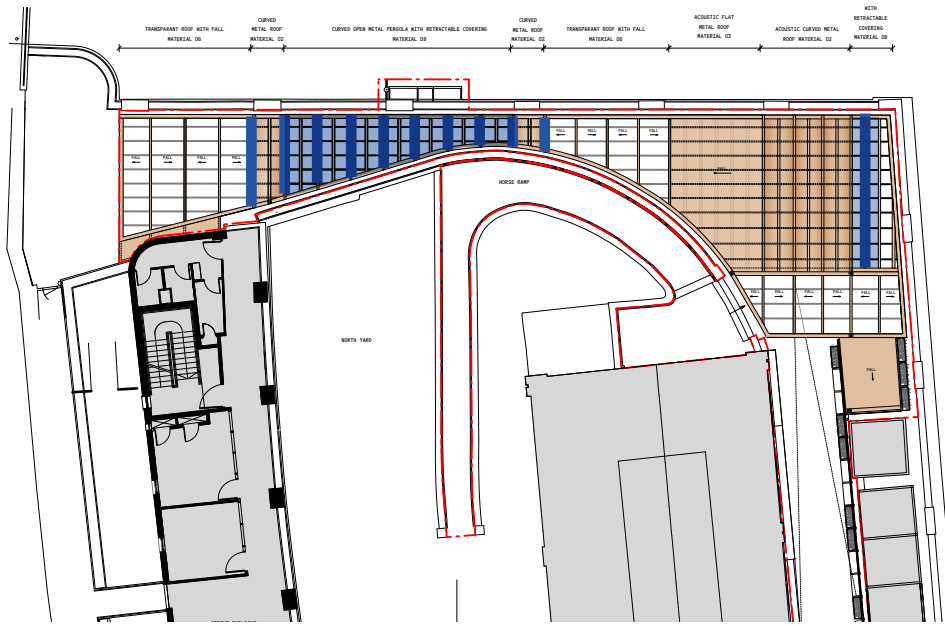 TRANSPARANT ROOF WITH FALL
MATERIAL 06
CURVED
METAL ROOF
MATERIAL 02
CURVED OPEN METAL PERGOLA WITH RETRACTABLE COVERING
MATERIAL 08
CURVED
METAL ROOF
MATERIAL 02
TRANSPARANT ROOF WITH FALL
MATERIAL 06
ACOUSTIC FLAT
METAL ROOF
MATERIAL 03
ACOUSTIC CURVED METAL
ROOF MATERIAL 02
WITH
RETRACTABLE
COVERING
MATERIAL 08
FALL FALL FALL FALL
FALL FALL FALL FALL
FALL
HORSE RAMP
FALL FALL FALL FALL FALL FALL
NORTH YARD
FALL